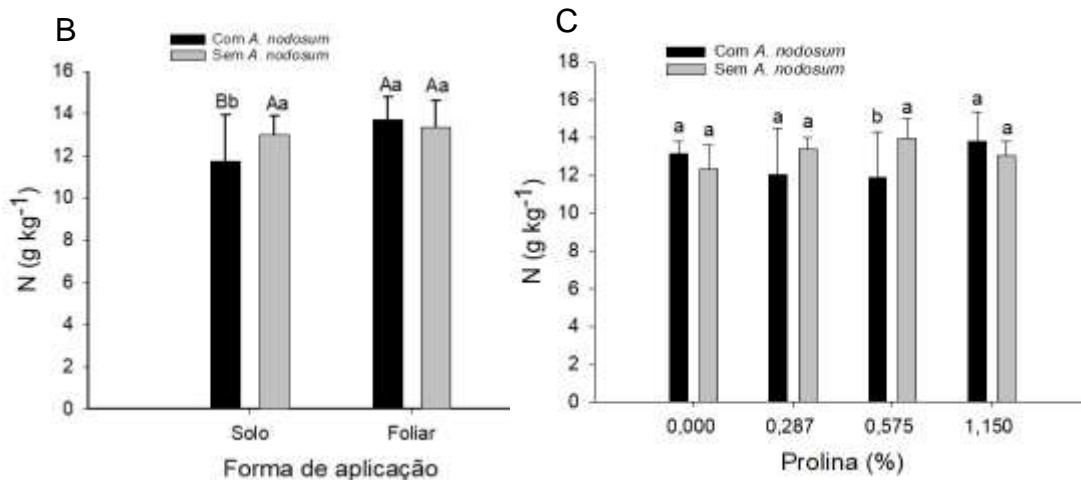 B
Com A. nodosum
Sem A. nodosum
16
14
12
10
8
6
4
2
0
N (g kg⁻¹)
Bb
Aa
Aa
Aa
Solo
Foliar
Forma de aplicação
C
Com A. nodosum
Sem A. nodosum
18
16
14
12
10
8
6
4
2
0
N (g kg⁻¹)
a
a
a
a
b
a
a
a
0,000
0,287
0,575
1,150
Prolina (%)